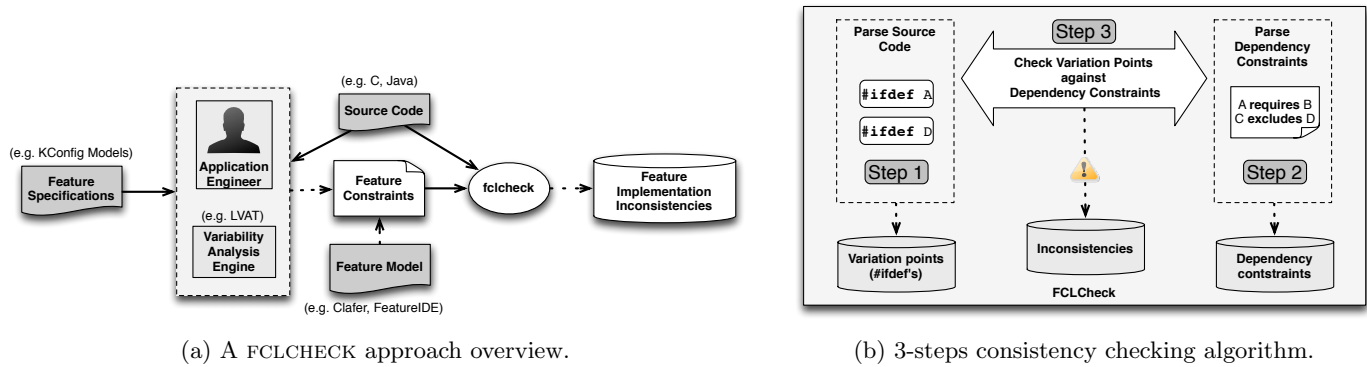 (e.g. KConfig Models)
Feature
Specifications
Application
Engineer
(e.g. LVAT)
Variability
Analysis
Engine
(e.g. C, Java)
Source Code
Feature
Constraints
Feature Model
(e.g. Clafer, FeatureIDE)
fclcheck
Feature
Implementation
Inconsistencies
(a) A FCLCHECK approach overview.
Parse Source
Code
#ifdef A
#ifdef D
Step 1
Variation points
(#ifdef's)
Step 3
Check Variation Points
against
Dependency Constraints
Inconsistencies
FCLCheck
Parse
Dependency
Constraints
A requires B
C excludes D
Step 2
Dependency
contstraints
(b) 3-steps consistency checking algorithm.